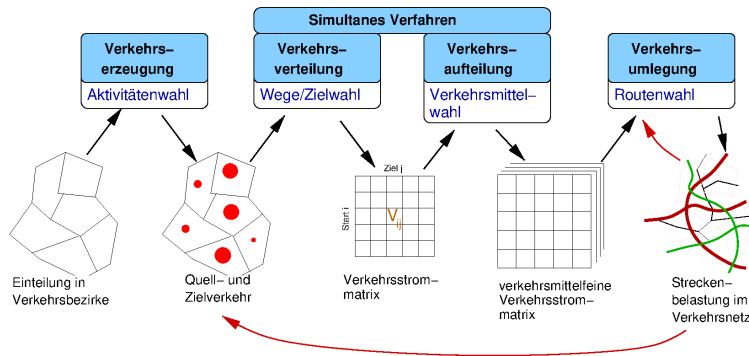 Simultanes Verfahren
Verkehrs–
erzeugung
Aktivitätenwahl
Verkehrs–
verteilung
Wege/Zielwahl
Verkehrs–
aufteilung
Verkehrsmittel–
wahl
Verkehrs–
umlegung
Routenwahl
Einteilung in
Verkehrsbezirke
Quell– und
Zielverkehr
Ziel j
Start i
Vij
Verkehrsstrom–
matrix
verkehrsmittelfeine
Verkehrsstrom–
matrix
Strecken–
belastung im
Verkehrsnetz